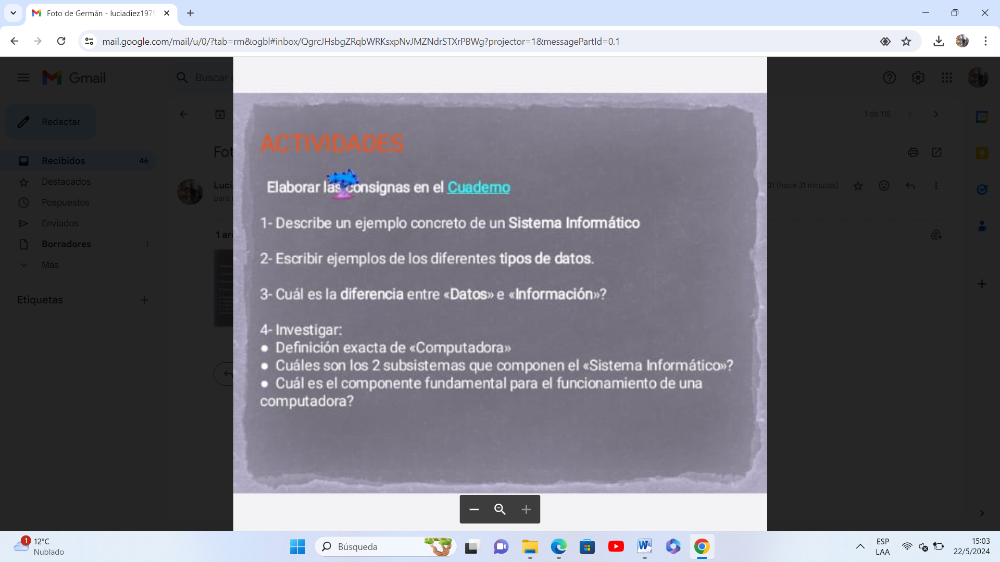 Foto de Germán - luciadiez1979
mail.google.com/mail/u/0/?tab=rm&ogbl#inbox/QgrcJHsbgZRqbWRKsxpNvJMZNdrSTXrPBWg?projector=1&messagePartId=0.1
Gmail
Buscar c
Redactar
1 de 118
Fot
Recibidos 46
Destacados
Pospuestos
Enviados
Borradores 1
Más
Etiquetas
Luci
para
31 (hace 31 minutos)
1 arc
ACTIVIDADES
Elaborar las consignas en el Cuaderno
1- Describe un ejemplo concreto de un Sistema Informático
2- Escribir ejemplos de los diferentes tipos de datos.
3- Cuál es la diferencia entre «Datos» e «Información»?
4- Investigar:
● Definición exacta de «Computadora»
● Cuáles son los 2 subsistemas que componen el «Sistema Informático»?
● Cuál es el componente fundamental para el funcionamiento de una
computadora?
31
1
12°C
Nublado
Búsqueda
W
ESP
LAA
15:03
22/5/2024